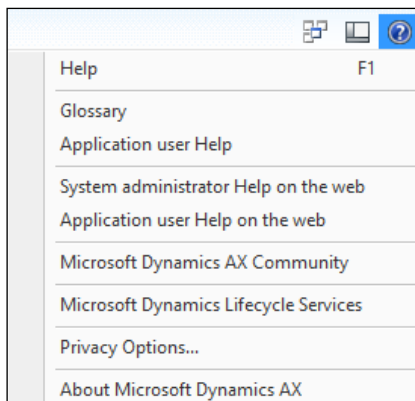 Help F1
Glossary
Application user Help
System administrator Help on the web
Application user Help on the web
Microsoft Dynamics AX Community
Microsoft Dynamics Lifecycle Services
Privacy Options...
About Microsoft Dynamics AX